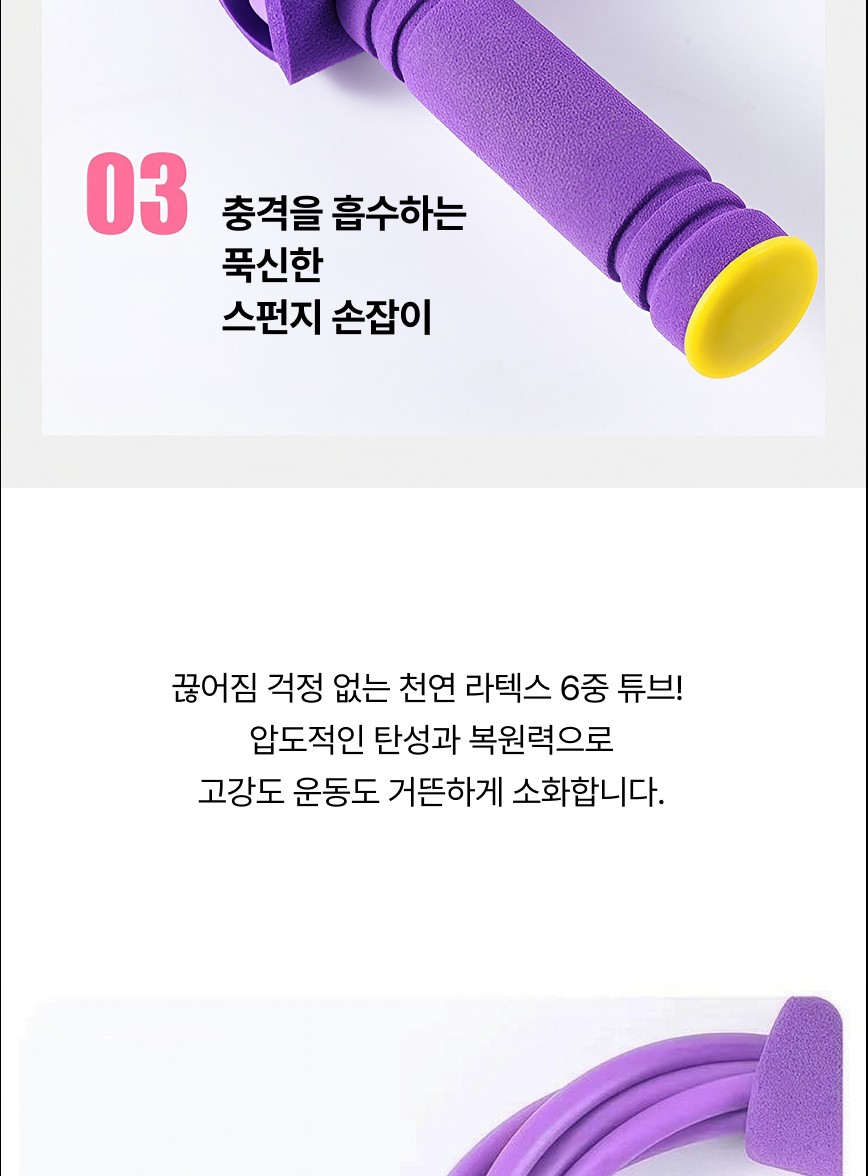 03
충격을 흡수하는
푹신한
스펀지 손잡이
끊어짐 걱정 없는 천연 라텍스 6중 튜브!
압도적인 탄성과 복원력으로
고강도 운동도 거뜬하게 소화합니다.